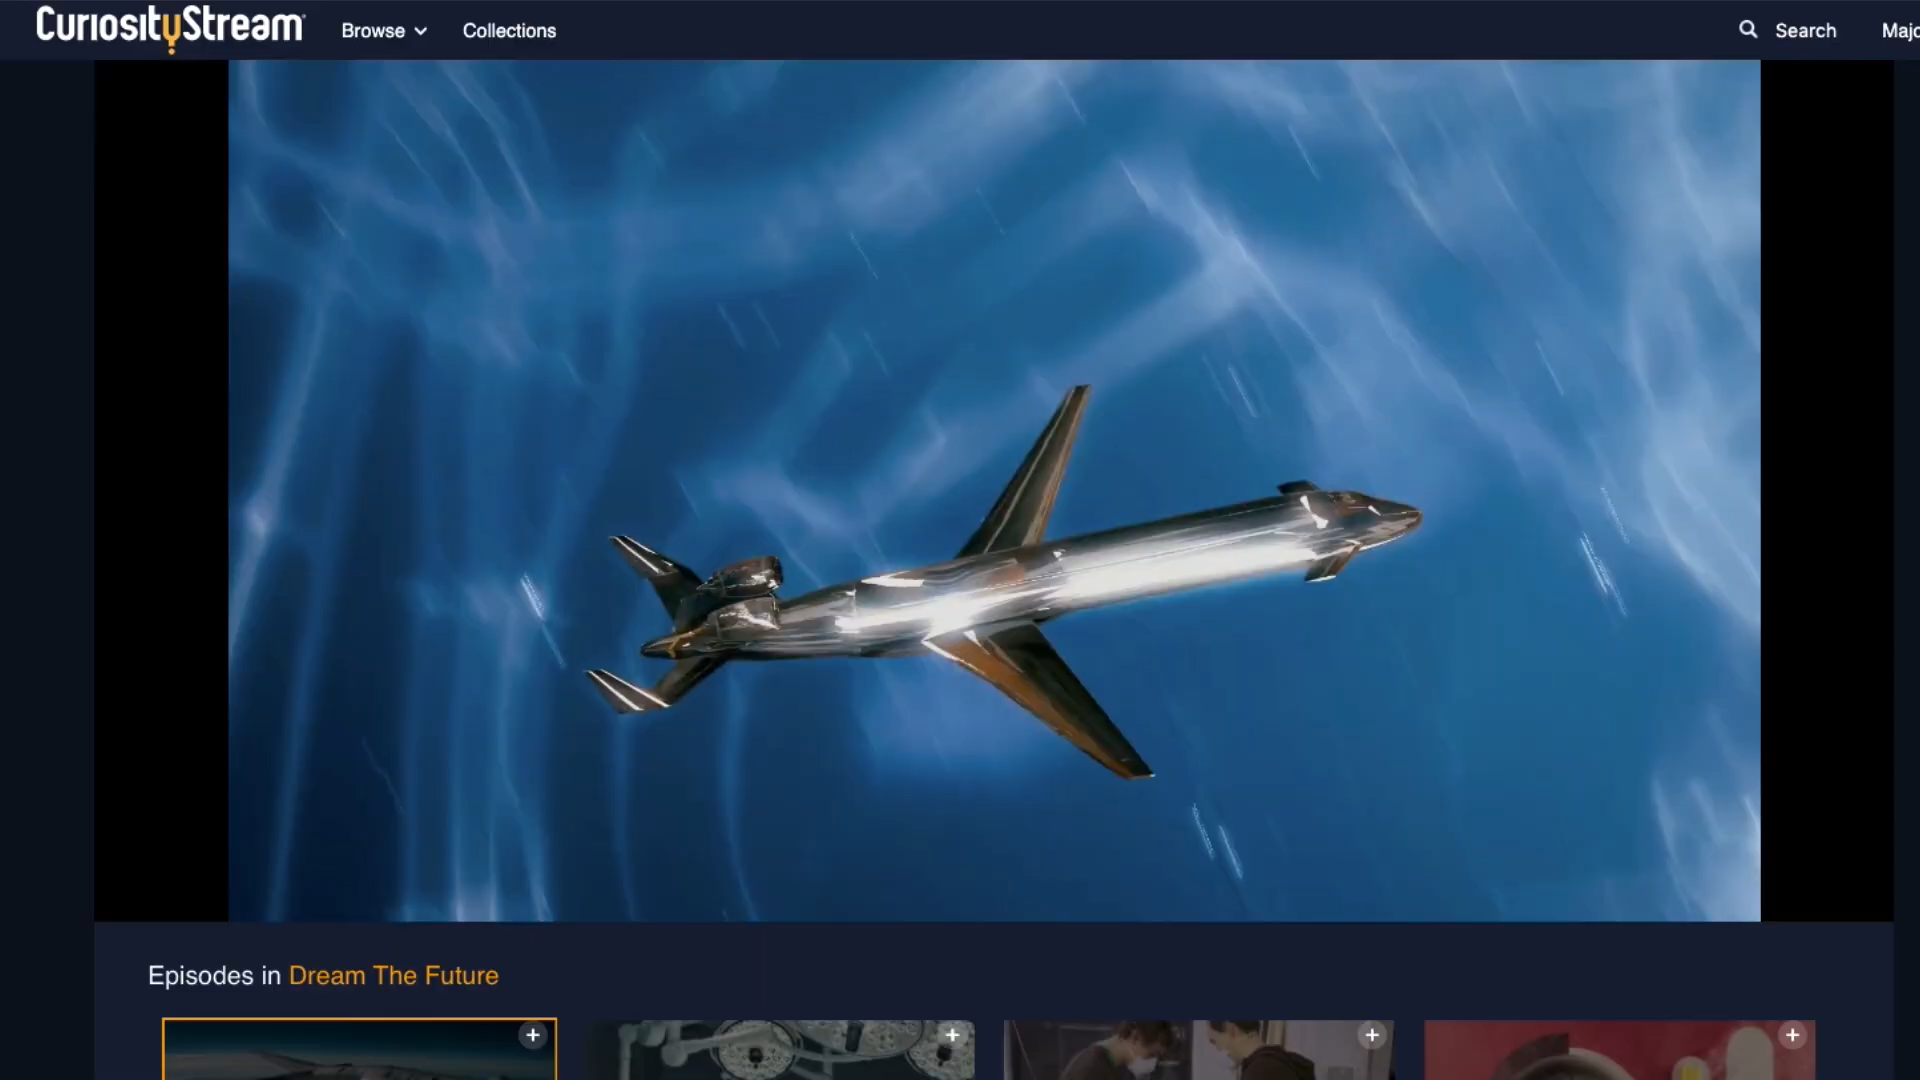 CuriosityStream
Browse
Collections
Search
Episodes in Dream The Future